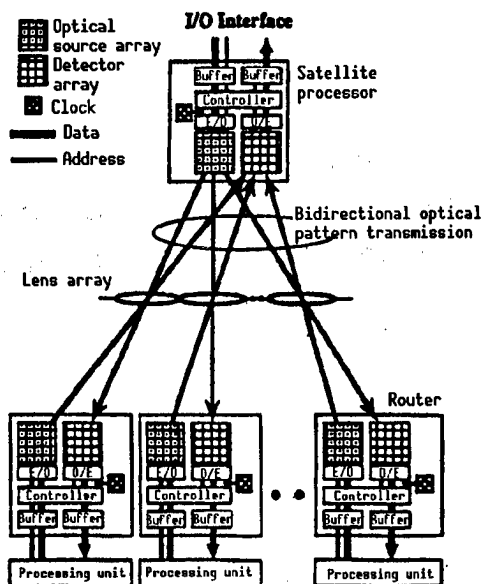 I/O Interface
Optical
source array
Detector
array
Clock
Data
Address
Buffer Buffer
Controller
E/O O/E
Satellite
processor
Bidirectional optical
pattern transmission
Lens array
Router
E/O O/E
Controller
Buffer Buffer
Processing unit
E/O O/E
Controller
Buffer Buffer
Processing unit
E/O O/E
Controller
Buffer Buffer
Processing unit